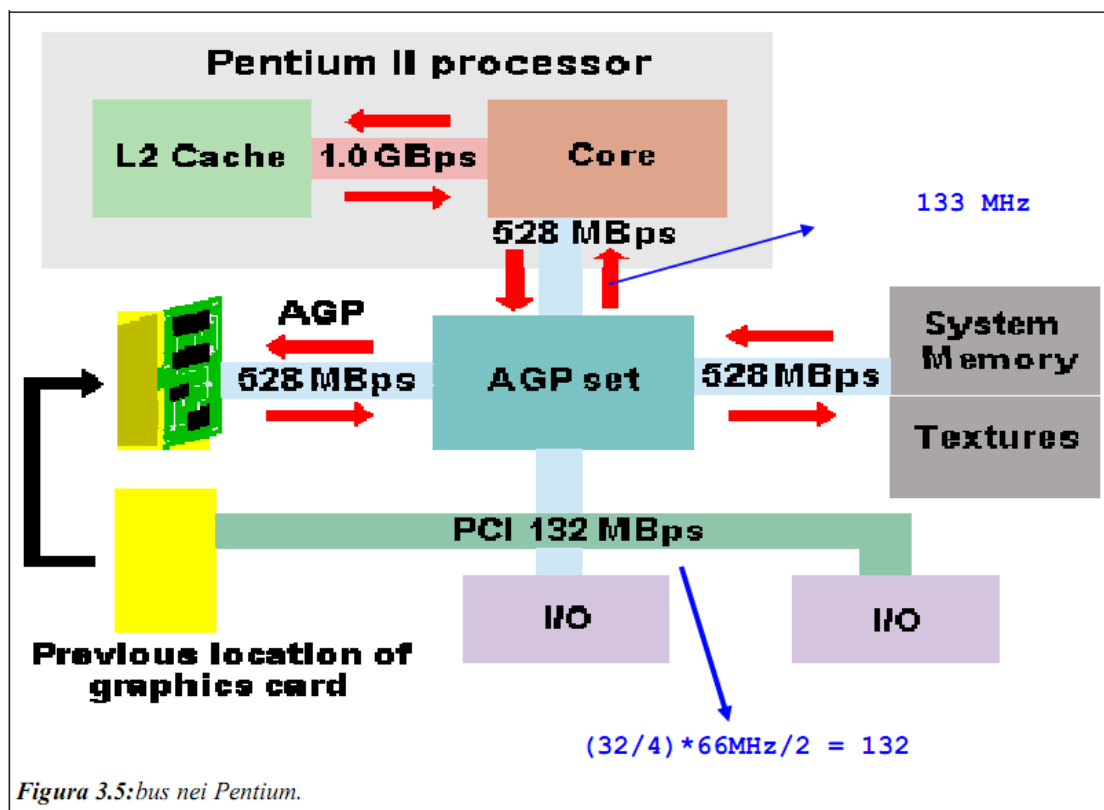 Pentium II processor
L2 Cache
1.0 GBps
Core
528 MBps
133 MHz
AGP
528 MBps
AGP set
528 MBps
System
Memory
Textures
PCI 132 MBps
I/O
I/O
Previous location of
graphics card
(32/4)*66MHz/2 = 132
Figura 3.5:bus nei Pentium.